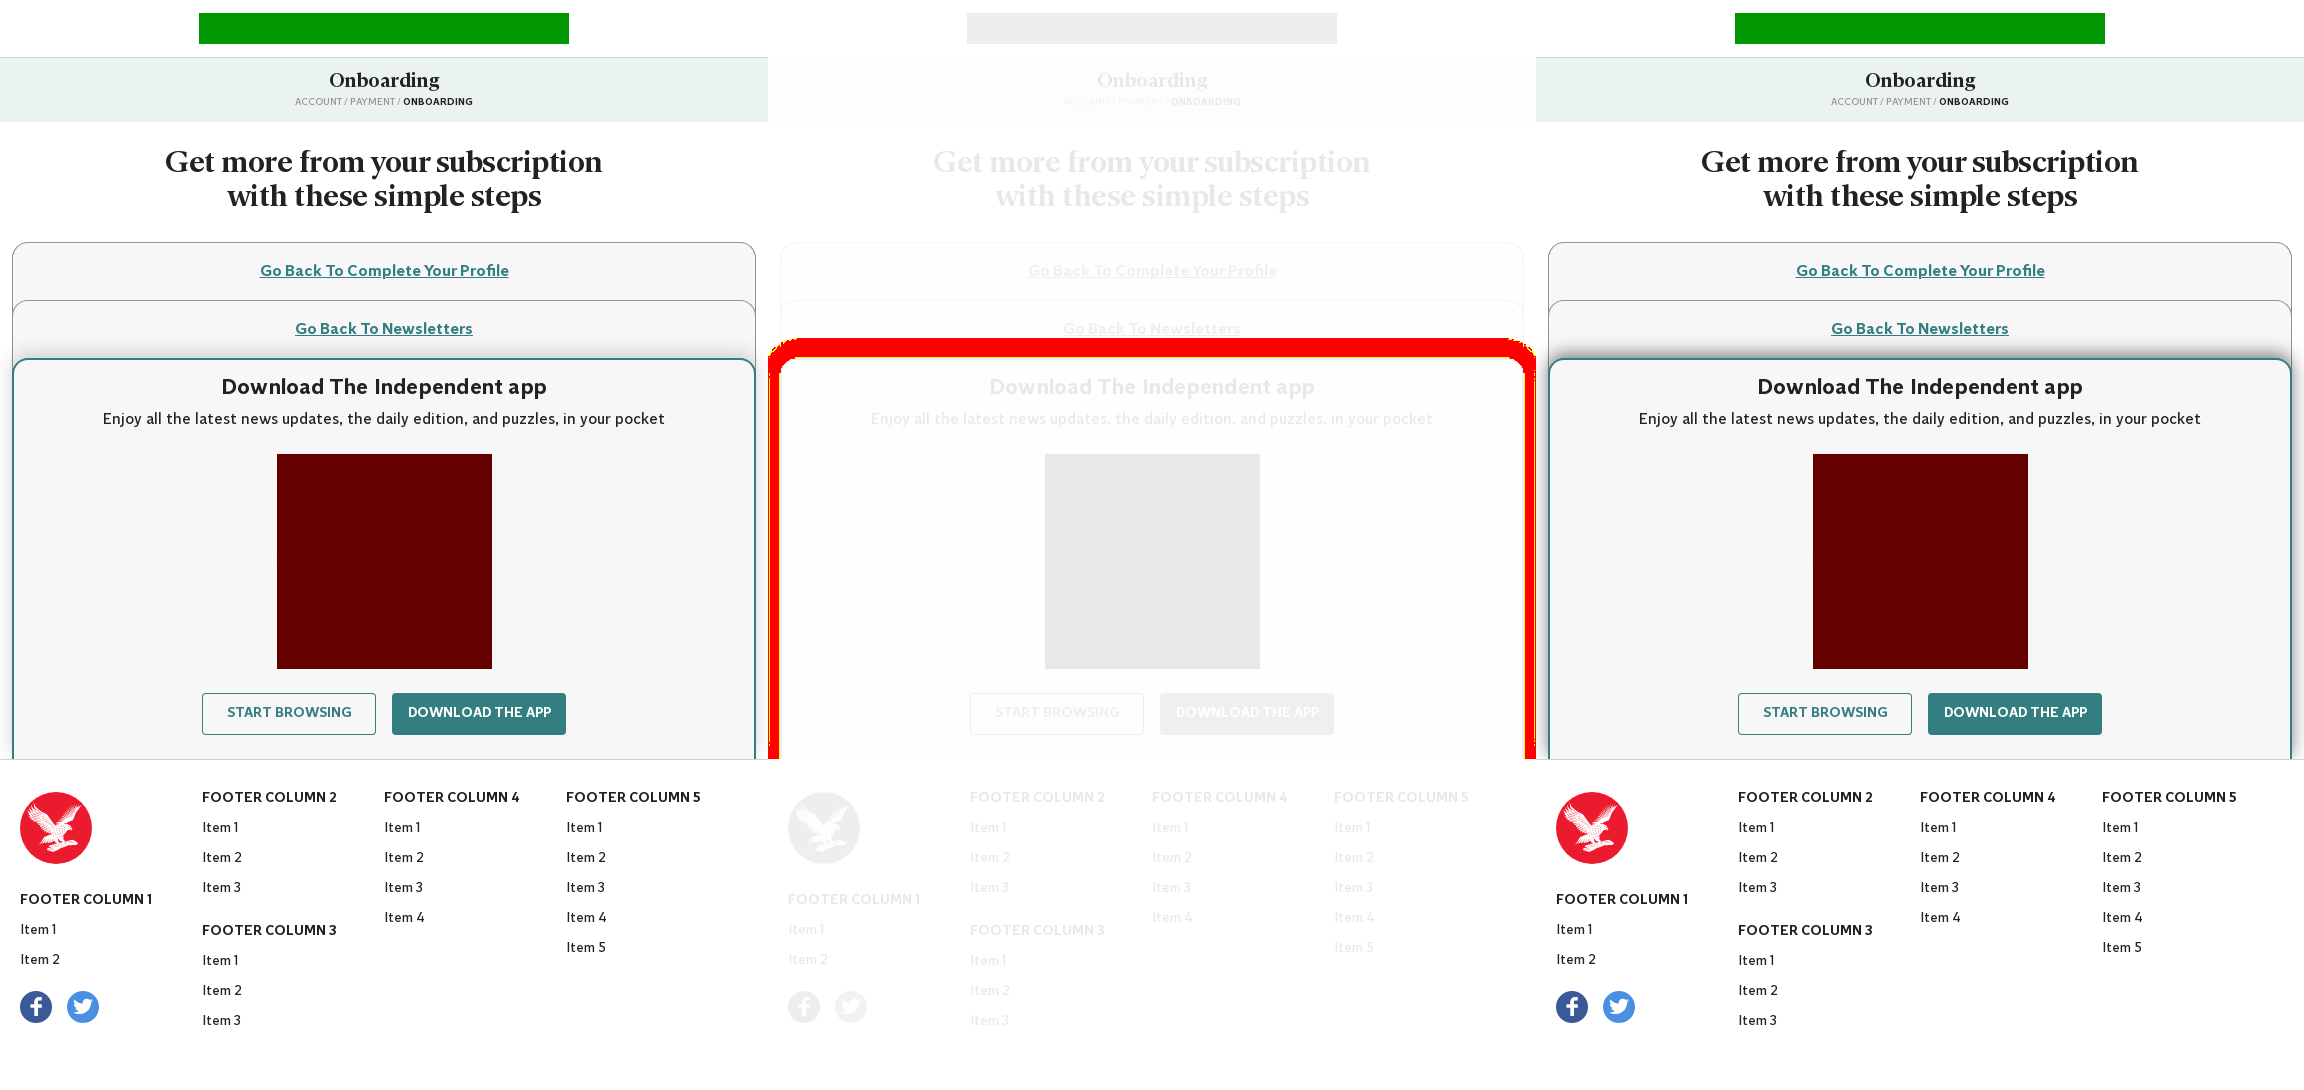 Onboarding
ACCOUNT / PAYMENT / ONBOARDING
Get more from your subscription
with these simple steps
Go Back To Complete Your Profile
Go Back To Newsletters
Download The Independent app
Enjoy all the latest news updates, the daily edition, and puzzles, in your pocket
START BROWSING
DOWNLOAD THE APP
FOOTER COLUMN 1
Item 1
Item 2
FOOTER COLUMN 2
Item 1
Item 2
Item 3
FOOTER COLUMN 3
Item 1
Item 2
Item 3
FOOTER COLUMN 4
Item 1
Item 2
Item 3
Item 4
FOOTER COLUMN 5
Item 1
Item 2
Item 3
Item 4
Item 5
Onboarding
ACCOUNT / PAYMENT / ONBOARDING
Get more from your subscription
with these simple steps
Go Back To Complete Your Profile
Go Back To Newsletters
Download The Independent app
Enjoy all the latest news updates, the daily edition, and puzzles, in your pocket
START BROWSING
DOWNLOAD THE APP
FOOTER COLUMN 1
Item 1
Item 2
FOOTER COLUMN 2
Item 1
Item 2
Item 3
FOOTER COLUMN 3
Item 1
Item 2
Item 3
FOOTER COLUMN 4
Item 1
Item 2
Item 3
Item 4
FOOTER COLUMN 5
Item 1
Item 2
Item 3
Item 4
Item 5
Onboarding
ACCOUNT / PAYMENT / ONBOARDING
Get more from your subscription
with these simple steps
Go Back To Complete Your Profile
Go Back To Newsletters
Download The Independent app
Enjoy all the latest news updates, the daily edition, and puzzles, in your pocket
START BROWSING
DOWNLOAD THE APP
FOOTER COLUMN 1
Item 1
Item 2
FOOTER COLUMN 2
Item 1
Item 2
Item 3
FOOTER COLUMN 3
Item 1
Item 2
Item 3
FOOTER COLUMN 4
Item 1
Item 2
Item 3
Item 4
FOOTER COLUMN 5
Item 1
Item 2
Item 3
Item 4
Item 5